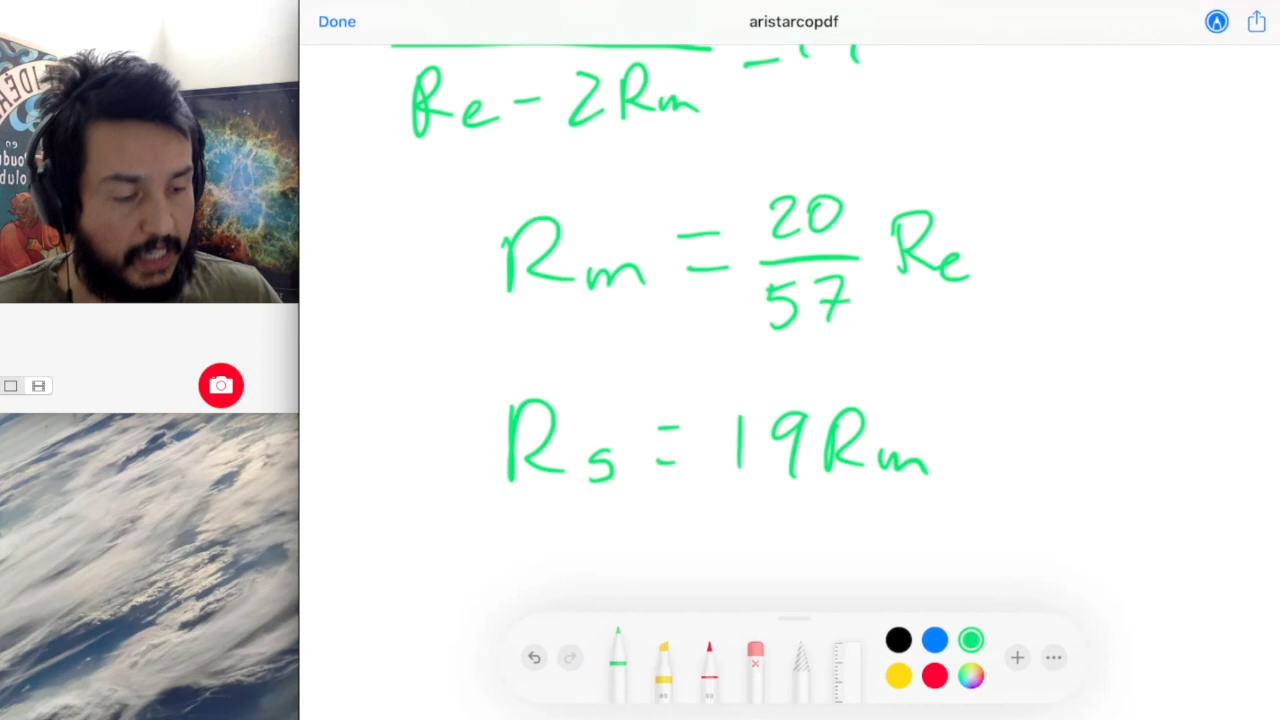 Done aristarcopdf
Re - 2Rm
Rm = 20/57 Re
Rs = 19Rm